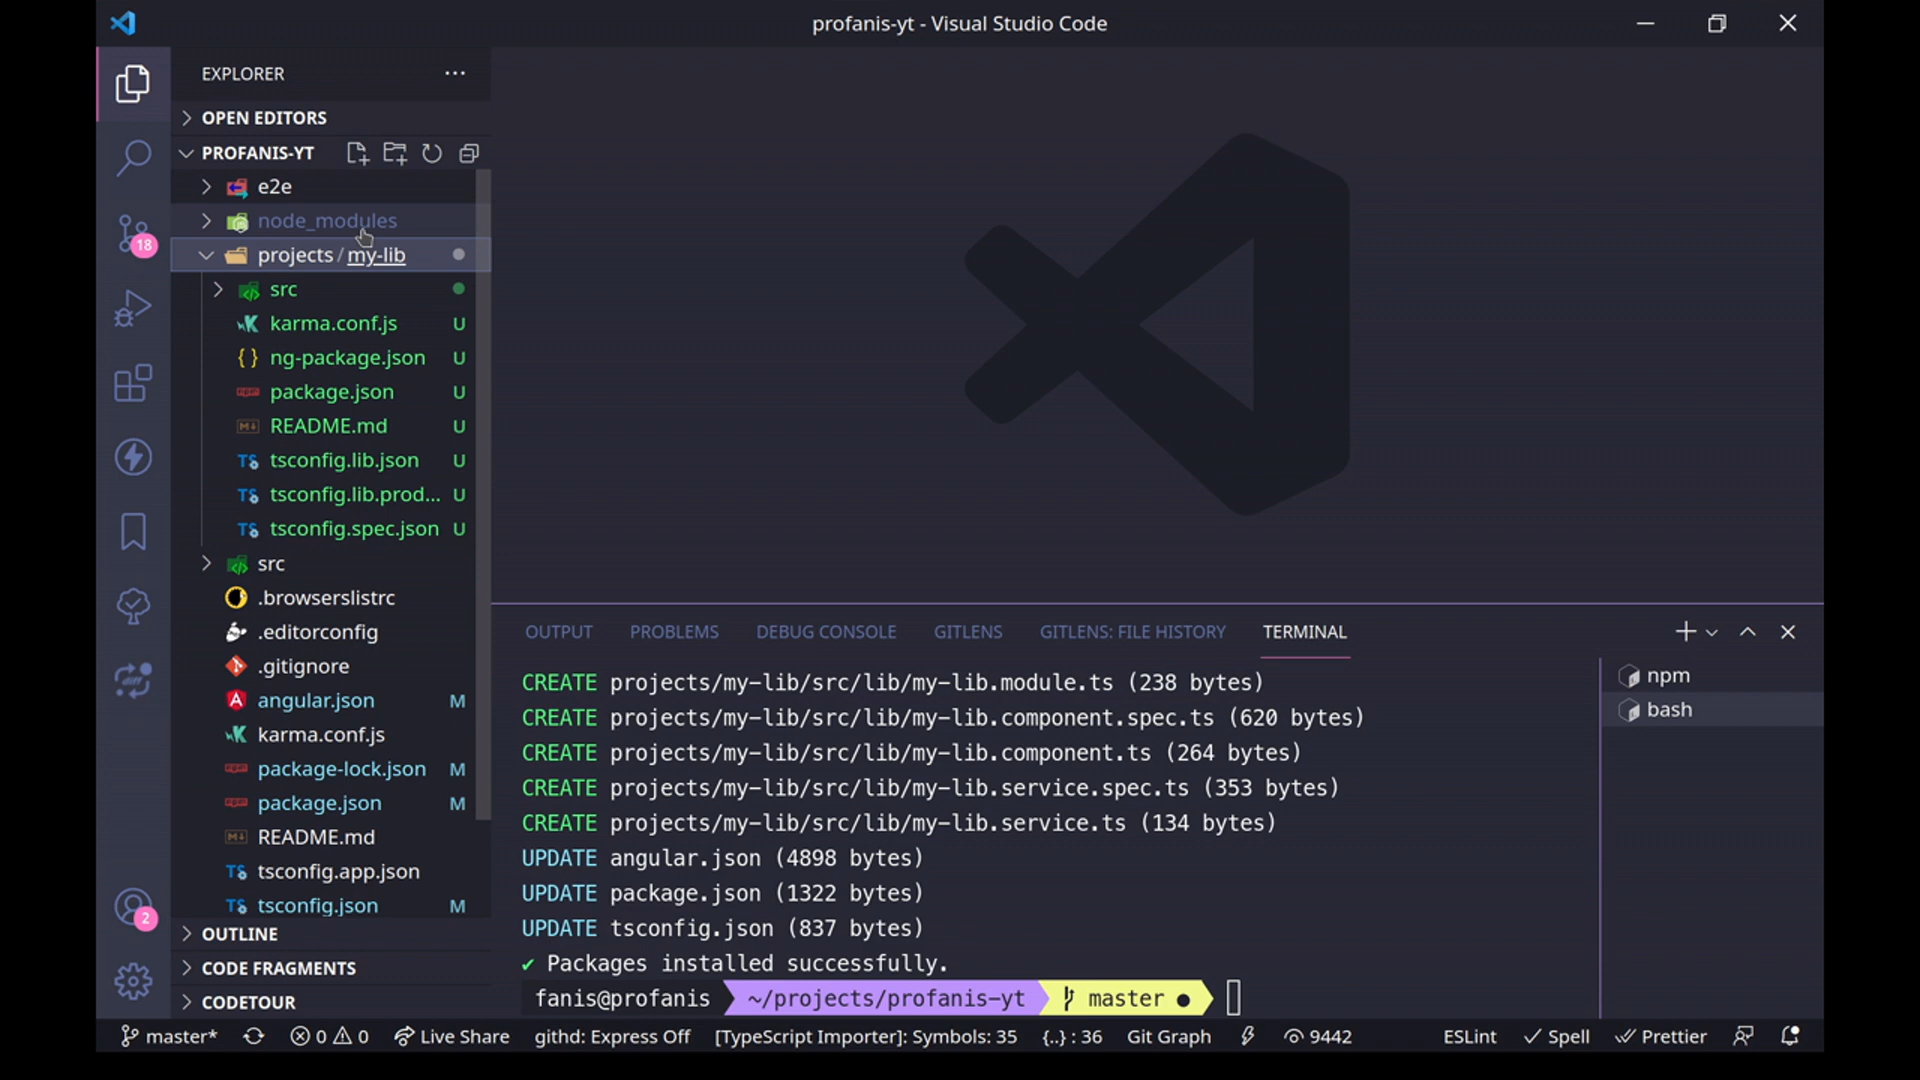 profanis-yt - Visual Studio Code
EXPLORER
OPEN EDITORS
PROFANIS-YT
e2e
node_modules
projects / my-lib
src
karma.conf.js U
ng-package.json U
package.json U
README.md U
tsconfig.lib.json U
tsconfig.lib.prod... U
tsconfig.spec.json U
src
.browserslistrc
.editorconfig
.gitignore
angular.json M
karma.conf.js
package-lock.json M
package.json M
README.md
tsconfig.app.json
tsconfig.json M
OUTLINE
CODE FRAGMENTS
CODETOUR
18
2
OUTPUT PROBLEMS DEBUG CONSOLE GITLENS GITLENS: FILE HISTORY TERMINAL
CREATE projects/my-lib/src/lib/my-lib.module.ts (238 bytes)
CREATE projects/my-lib/src/lib/my-lib.component.spec.ts (620 bytes)
CREATE projects/my-lib/src/lib/my-lib.component.ts (264 bytes)
CREATE projects/my-lib/src/lib/my-lib.service.spec.ts (353 bytes)
CREATE projects/my-lib/src/lib/my-lib.service.ts (134 bytes)
UPDATE angular.json (4898 bytes)
UPDATE package.json (1322 bytes)
UPDATE tsconfig.json (837 bytes)
✔ Packages installed successfully.
fanis@profanis ~/projects/profanis-yt master ●
npm
bash
master* 0 0 Live Share githd: Express Off [TypeScript Importer]: Symbols: 35 {..} : 36 Git Graph 9442 ESLint Spell Prettier